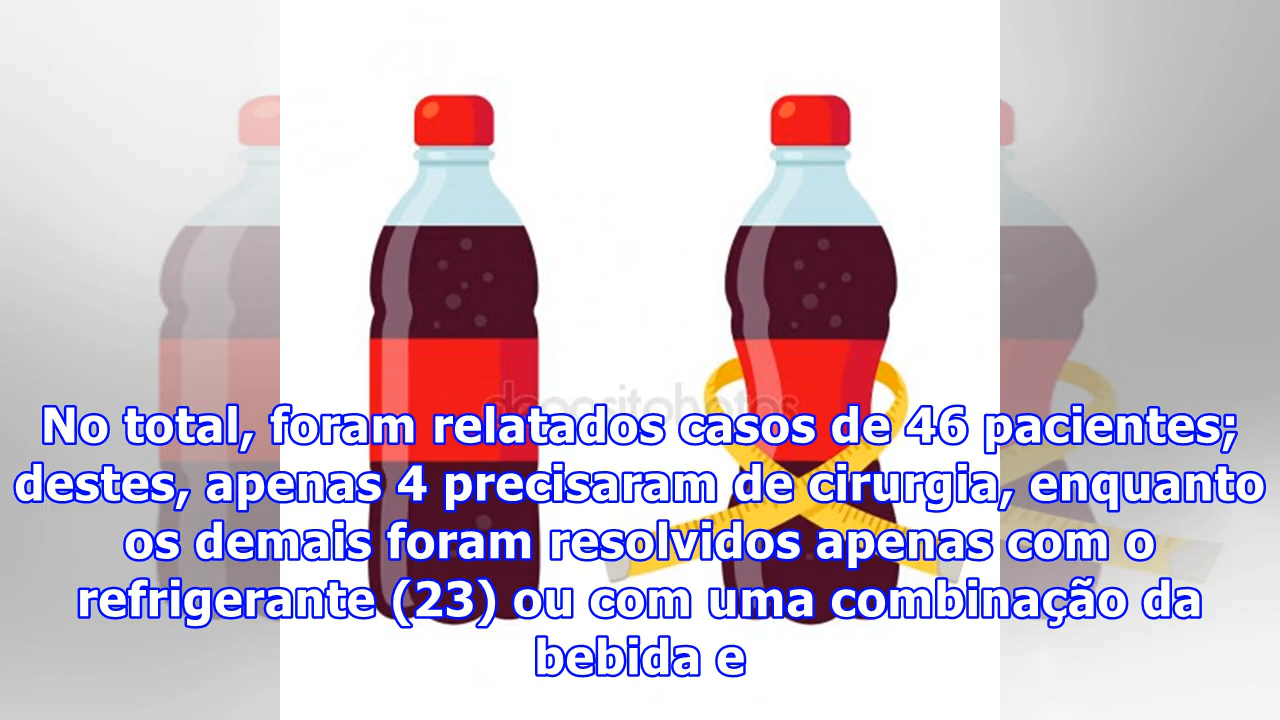 depositphotos
No total, foram relatados casos de 46 pacientes;
destes, apenas 4 precisaram de cirurgia, enquanto
os demais foram resolvidos apenas com o
refrigerante (23) ou com uma combinação da
bebida e